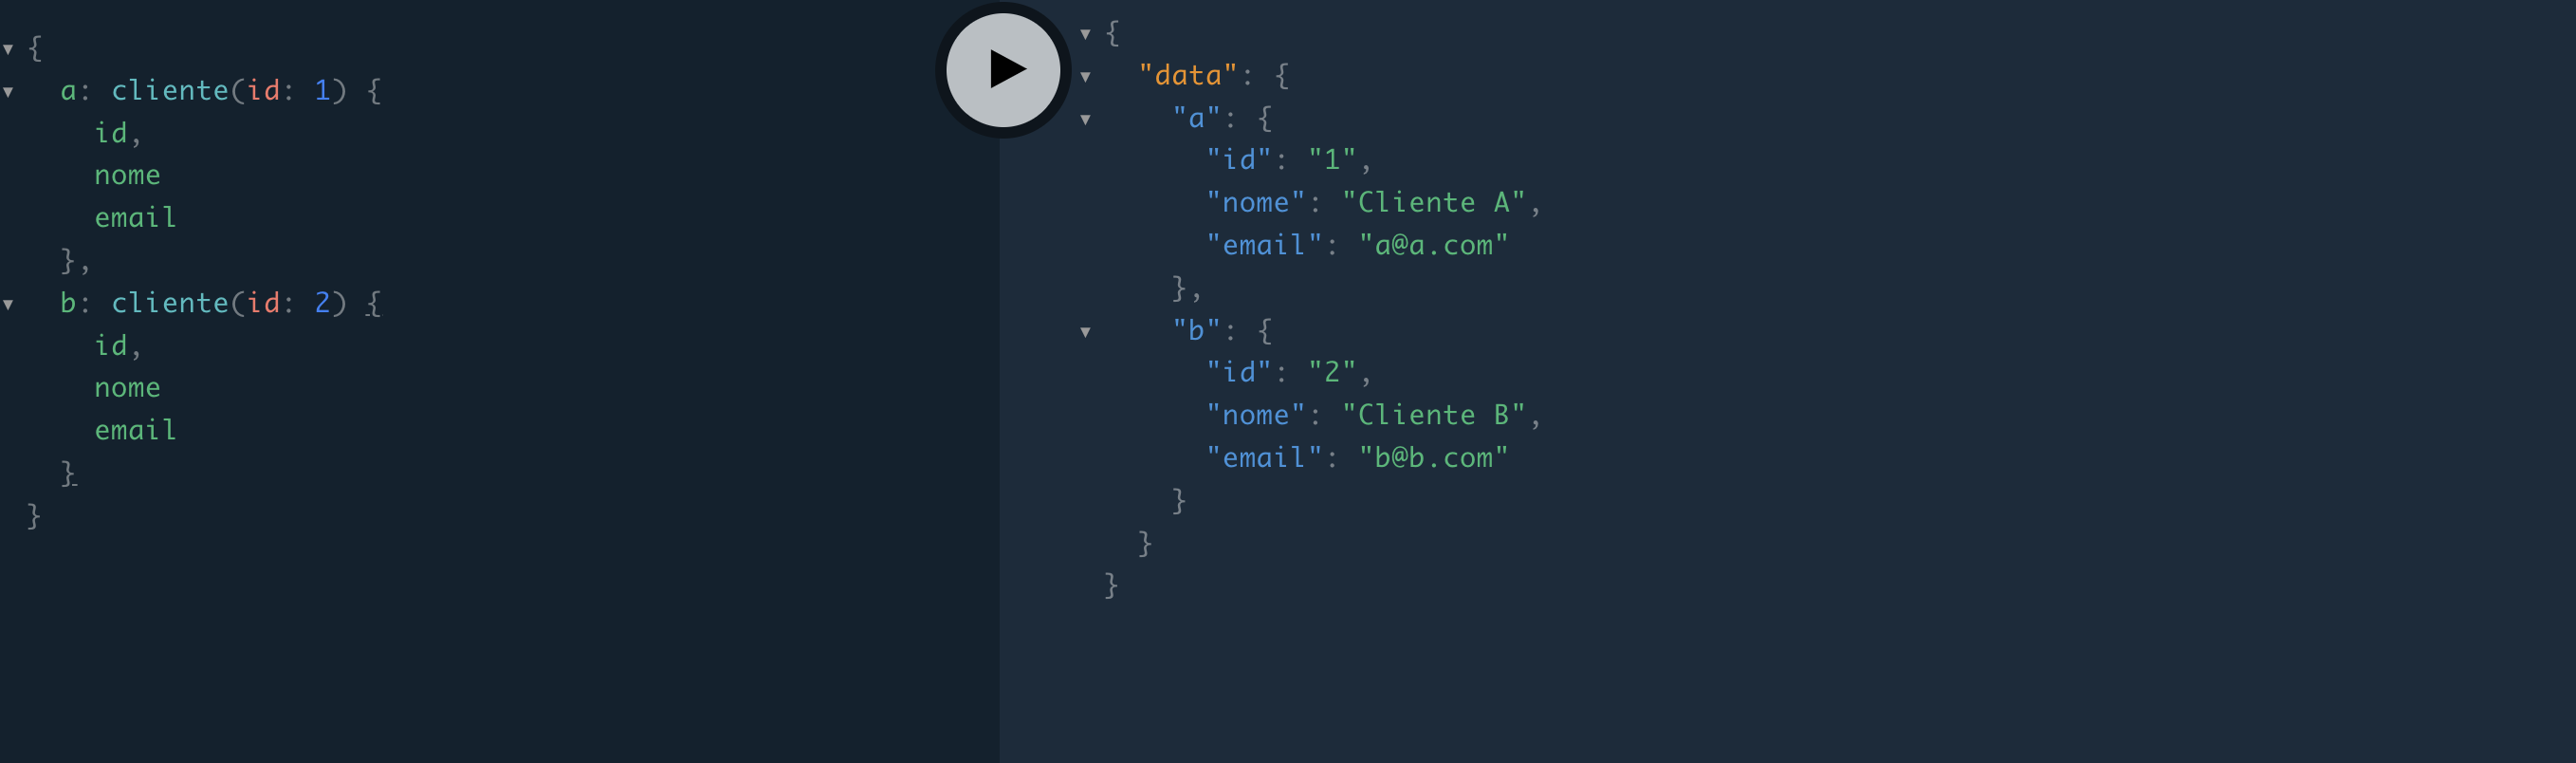 {
  a: cliente(id: 1) {
    id,
    nome
    email
  },
  b: cliente(id: 2) {
    id,
    nome
    email
  }
}
{
  "data": {
    "a": {
      "id": "1",
      "nome": "Cliente A",
      "email": "a@a.com"
    },
    "b": {
      "id": "2",
      "nome": "Cliente B",
      "email": "b@b.com"
    }
  }
}